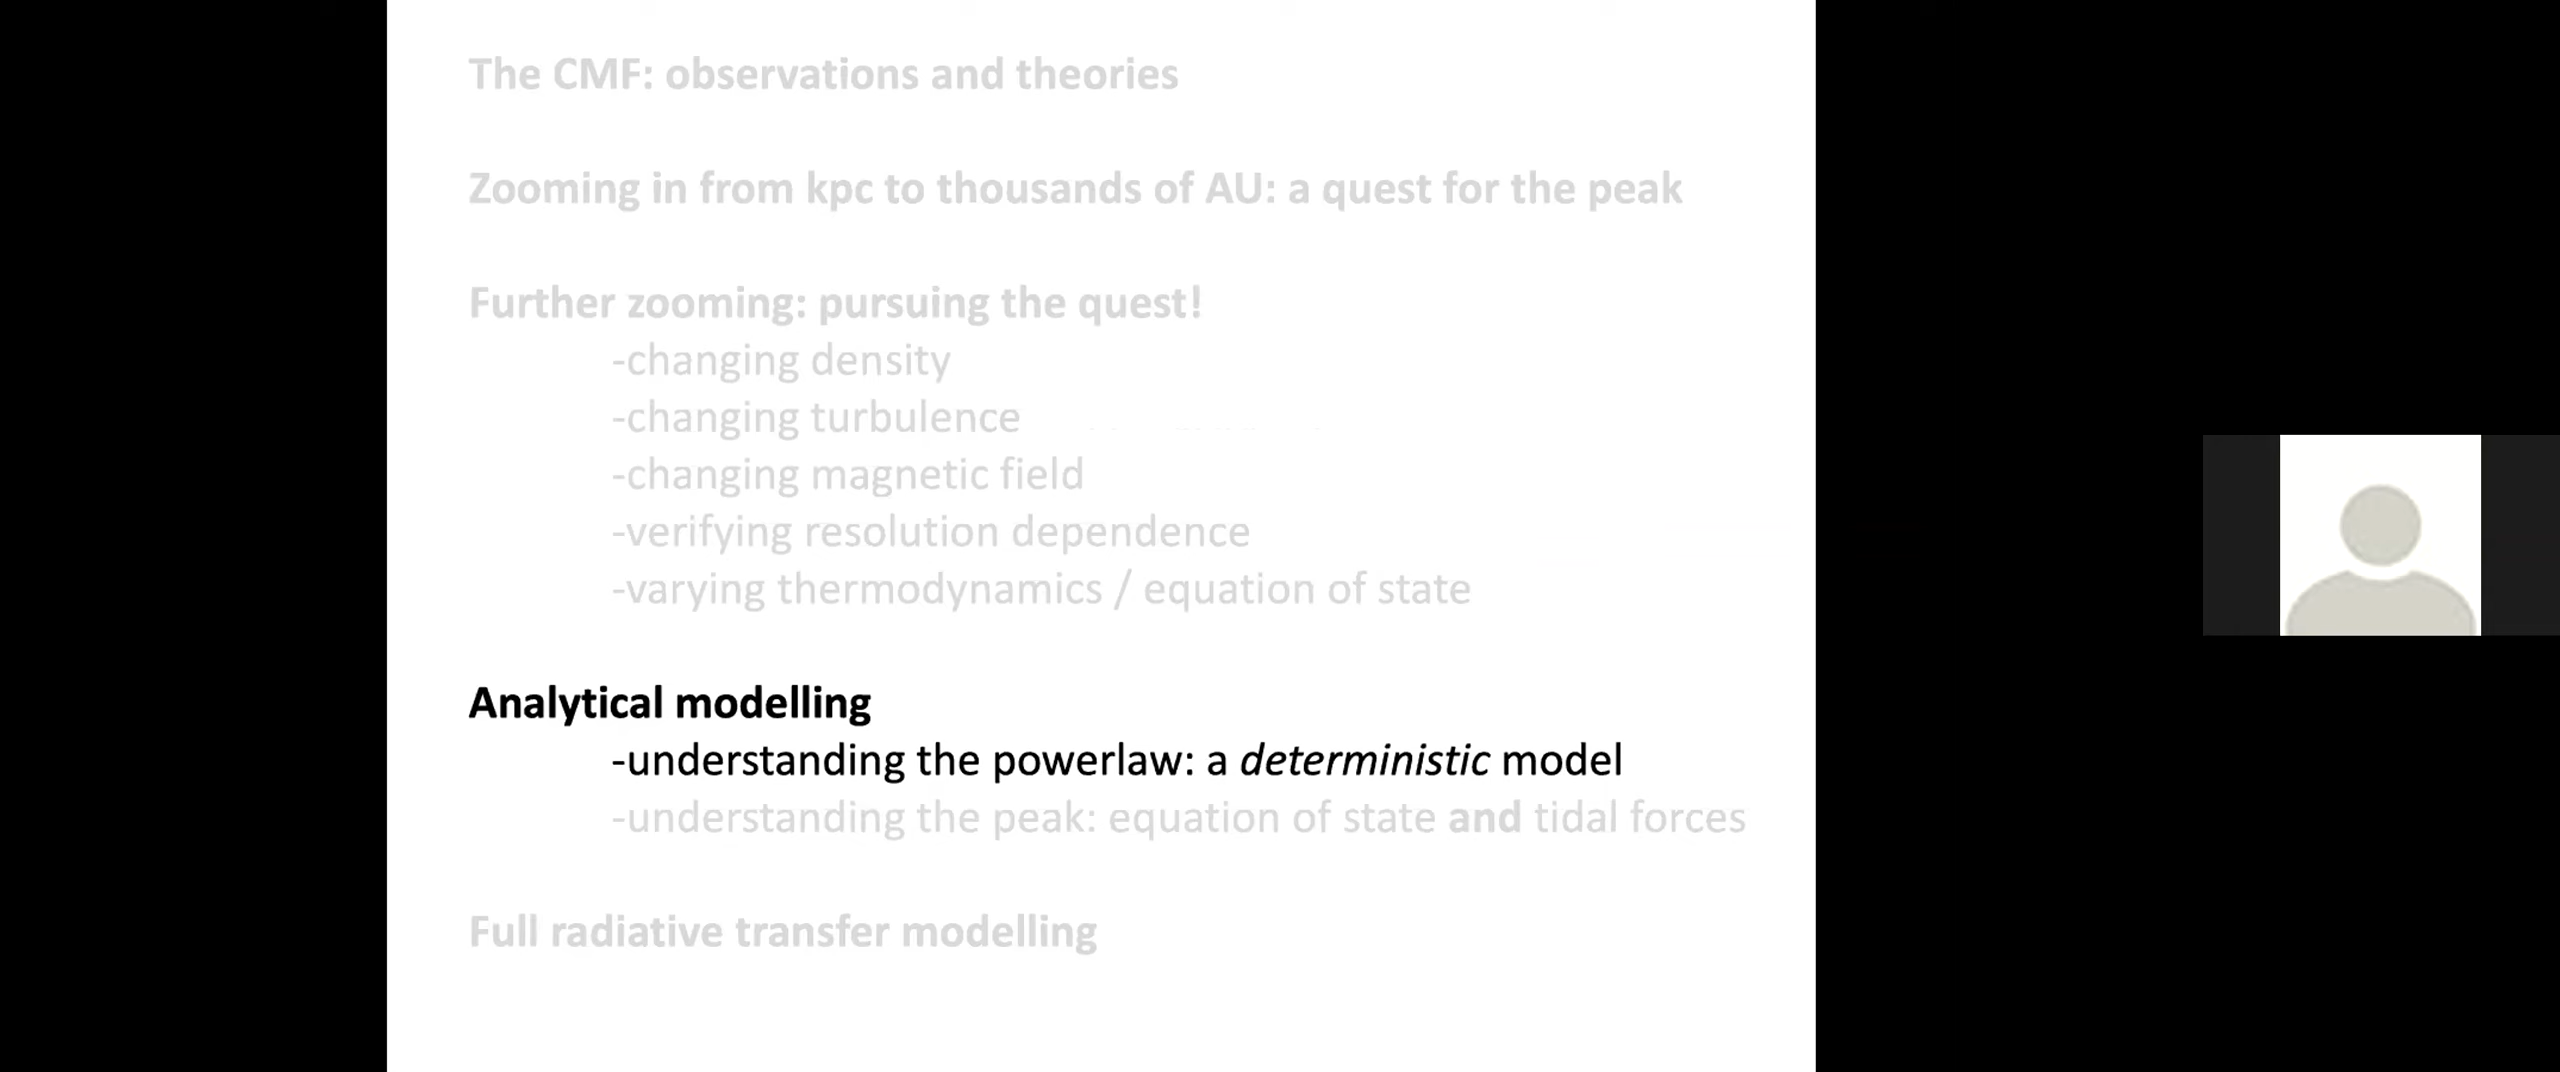 The CMF: observations and theories
Zooming in from kpc to thousands of AU: a quest for the peak
Further zooming: pursuing the quest!
-changing density
-changing turbulence
-changing magnetic field
-verifying resolution dependence
-varying thermodynamics / equation of state
Analytical modelling
-understanding the powerlaw: a deterministic model
-understanding the peak: equation of state and tidal forces
Full radiative transfer modelling